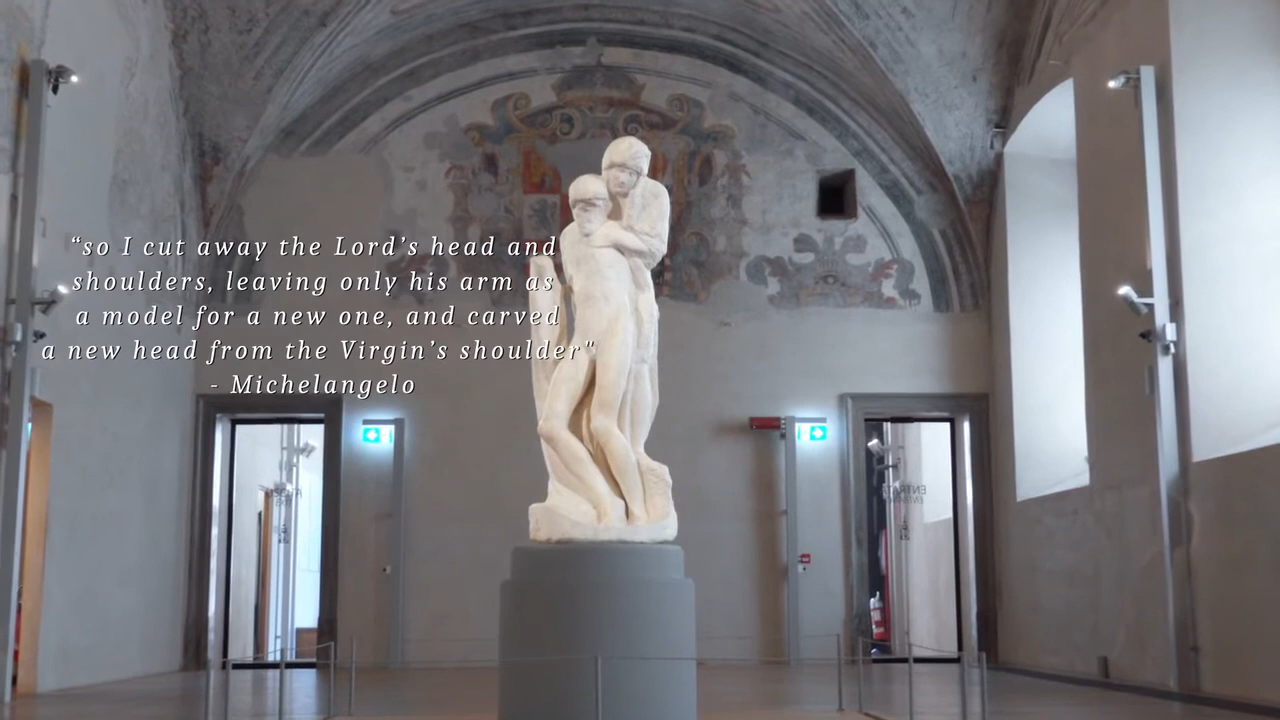 “so I cut away the Lord’s head and
shoulders, leaving only his arm as
a model for a new one, and carved
a new head from the Virgin’s shoulder"
- Michelangelo